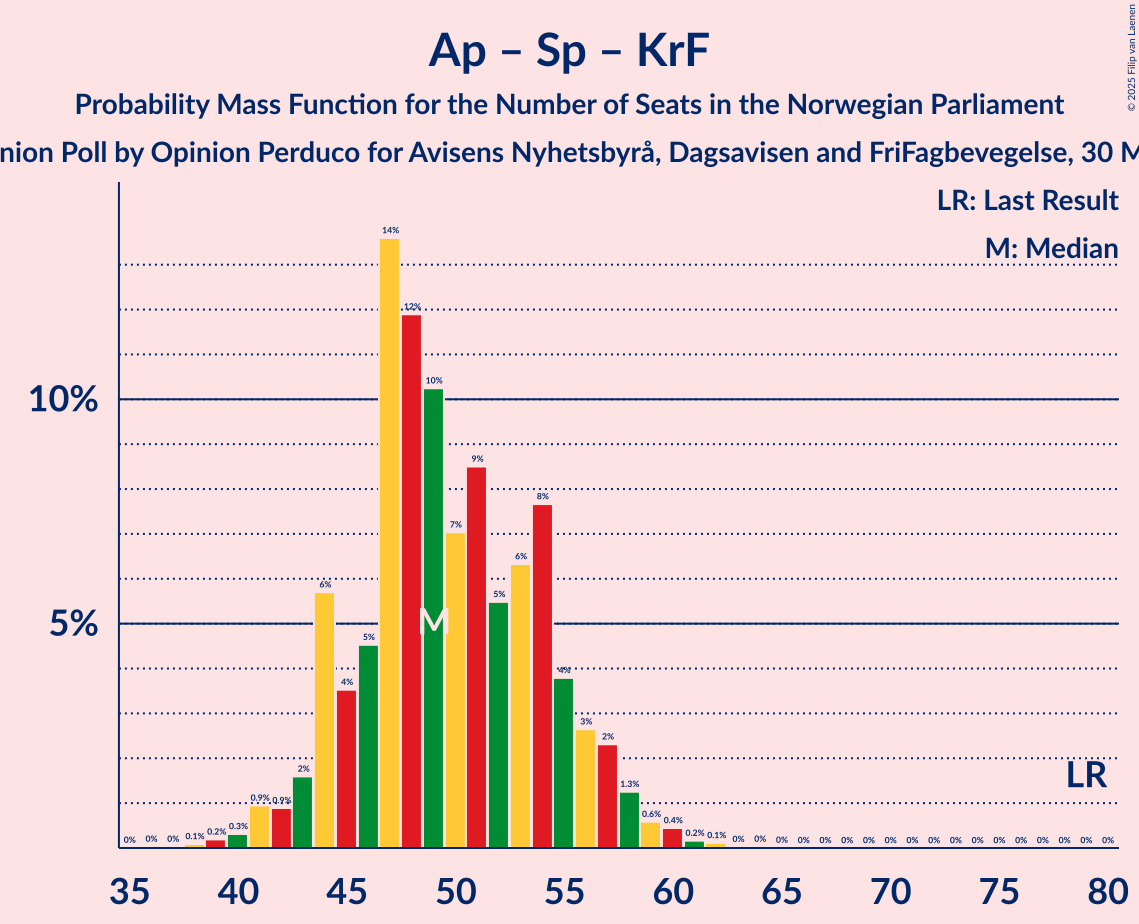 Ap – Sp – KrF
Probability Mass Function for the Number of Seats in the Norwegian Parliament
nion Poll by Opinion Perduco for Avisens Nyhetsbyrå, Dagsavisen and FriFagbevegelse, 30 M
© 2025 Filip van Laenen
LR: Last Result
M: Median
10%
5%
0% 0% 0% 0.1% 0.2% 0.3% 0.9% 0.9% 2% 6% 4% 5% 14% 12% 10% 7% 9% 5% 6% 8% 4% 3% 2% 1.3% 0.6% 0.4% 0.2% 0.1% 0% 0% 0% 0% 0% 0% 0% 0% 0% 0% 0% 0% 0% 0% 0% 0% 0% 0%
M
LR
35 40 45 50 55 60 65 70 75 80